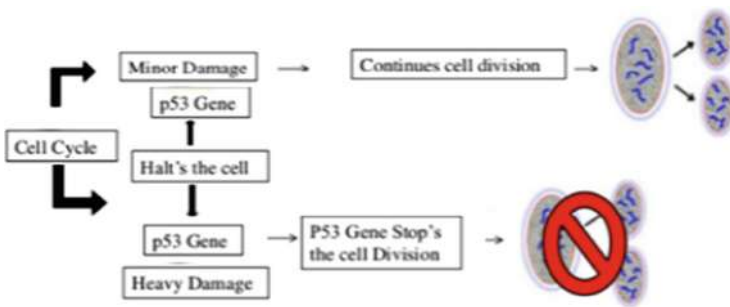 Minor Damage
Continues cell division
p53 Gene
Cell Cycle
Halt's the cell
p53 Gene
P53 Gene Stop's
the cell Division
Heavy Damage